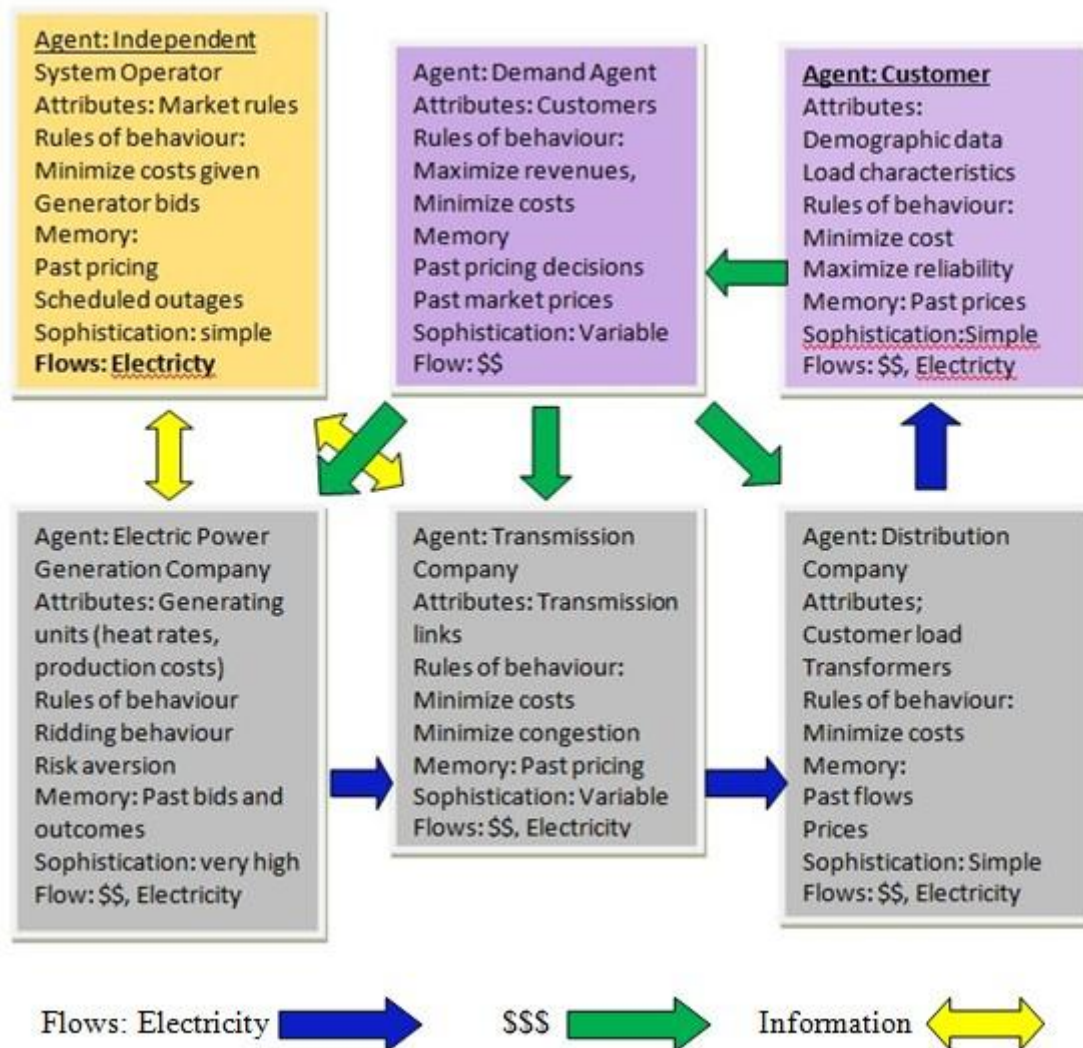 Agent: Independent
System Operator
Attributes: Market rules
Rules of behaviour:
Minimize costs given
Generator bids
Memory:
Past pricing
Scheduled outages
Sophistication: simple
Flows: Electricty
Agent: Demand Agent
Attributes: Customers
Rules of behaviour:
Maximize revenues,
Minimize costs
Memory
Past pricing decisions
Past market prices
Sophistication: Variable
Flow: $$
Agent: Customer
Attributes:
Demographic data
Load characteristics
Rules of behaviour:
Minimize cost
Maximize reliability
Memory: Past prices
Sophistication:Simple
Flows: $$, Electricty
Agent: Electric Power
Generation Company
Attributes: Generating
units (heat rates,
production costs)
Rules of behaviour
Ridding behaviour
Risk aversion
Memory: Past bids and
outcomes
Sophistication: very high
Flow: $$, Electricity
Agent: Transmission
Company
Attributes: Transmission
links
Rules of behaviour:
Minimize costs
Minimize congestion
Memory: Past pricing
Sophistication: Variable
Flows: $$, Electricity
Agent: Distribution
Company
Attributes;
Customer load
Transformers
Rules of behaviour:
Minimize costs
Memory:
Past flows
Prices
Sophistication: Simple
Flows: $$, Electricity
Flows: Electricity $$$ Information